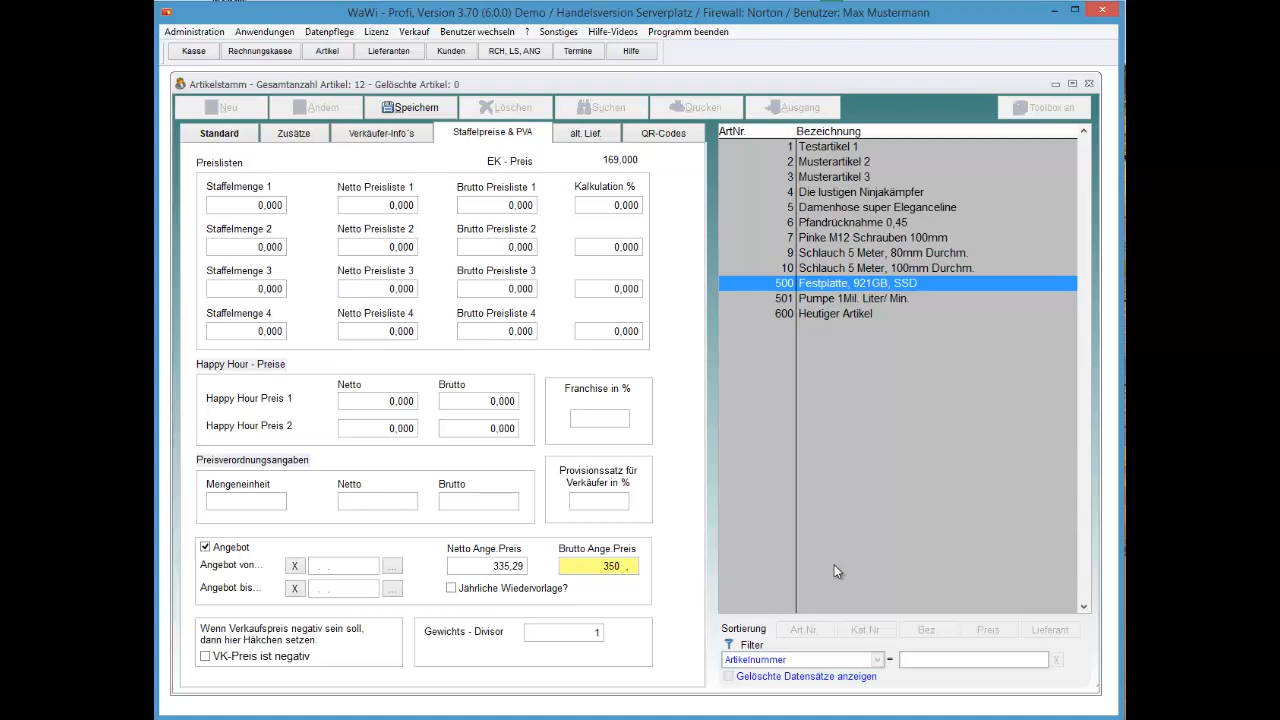 WaWi - Profi, Version 3.70 (6.0.0) Demo / Handelsversion Serverplatz / Firewall: Norton / Benutzer: Max Mustermann
Administration Anwendungen Datenpflege Lizenz Verkauf Benutzer wechseln ? Sonstiges Hilfe-Videos Programm beenden
Kasse Rechnungskasse Artikel Lieferanten Kunden RCH, LS, ANG Termine Hilfe
Artikelstamm - Gesamtanzahl Artikel: 12 - Gelöschte Artikel: 0
Neu Ändern Speichern Löschen Suchen Drucken Ausgang Toolbox an
Standard Zusätze Verkäufer-Info´s Staffelpreise & PVA alt. Lief. QR-Codes
Preislisten EK - Preis 169,000
Staffelmenge 1 Netto Preisliste 1 Brutto Preisliste 1 Kalkulation %
0,000 0,000 0,000 0,000
Staffelmenge 2 Netto Preisliste 2 Brutto Preisliste 2
0,000 0,000 0,000 0,000
Staffelmenge 3 Netto Preisliste 3 Brutto Preisliste 3
0,000 0,000 0,000 0,000
Staffelmenge 4 Netto Preisliste 4 Brutto Preisliste 4
0,000 0,000 0,000 0,000
Happy Hour - Preise
Netto Brutto
Happy Hour Preis 1 0,000 0,000
Happy Hour Preis 2 0,000 0,000
Franchise in %
Preisverordnungsangaben
Mengeneinheit Netto Brutto
Provisionssatz für
Verkäufer in %
Angebot Netto Ange.Preis Brutto Ange.Preis
Angebot von... X . . ... 335,29 350 ,
Angebot bis... X . . ... Jährliche Wiedervorlage?
Wenn Verkaufspreis negativ sein soll,
dann hier Häkchen setzen.
VK-Preis ist negativ
Gewichts - Divisor 1
ArtNr. Bezeichnung
1 Testartikel 1
2 Musterartikel 2
3 Musterartikel 3
4 Die lustigen Ninjakämpfer
5 Damenhose super Eleganceline
6 Pfandrücknahme 0,45
7 Pinke M12 Schrauben 100mm
9 Schlauch 5 Meter, 80mm Durchm.
10 Schlauch 5 Meter, 100mm Durchm.
500 Festplatte, 921GB, SSD
501 Pumpe 1Mil. Liter/ Min.
600 Heutiger Artikel
Sortierung Art.Nr. Kat.Nr Bez. Preis Lieferant
Filter
Artikelnummer = K
Gelöschte Datensätze anzeigen